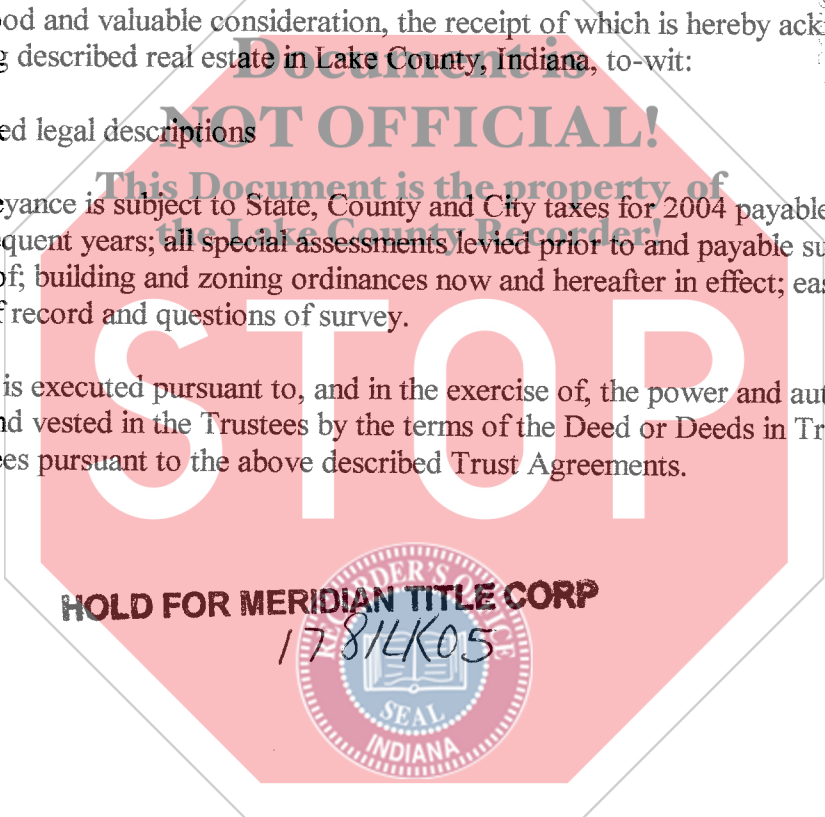 ood and valuable consideration, the receipt of which is hereby ack
g described real estate in Lake County, Indiana, to-wit:
Document is
NOT OFFICIAL!
ed legal descriptions
This Document is the property of
the Lake County Recorder!
eyance is subject to State, County and City taxes for 2004 payable
quent years; all special assessments levied prior to and payable su
of; building and zoning ordinances now and hereafter in effect; eas
f record and questions of survey.
STOP
is executed pursuant to, and in the exercise of, the power and aut
nd vested in the Trustees by the terms of the Deed or Deeds in Tr
ees pursuant to the above described Trust Agreements.
HOLD FOR MERIDIAN TITLE CORP
17814K05
RECORDER'S OFFICE
SEAL
INDIANA